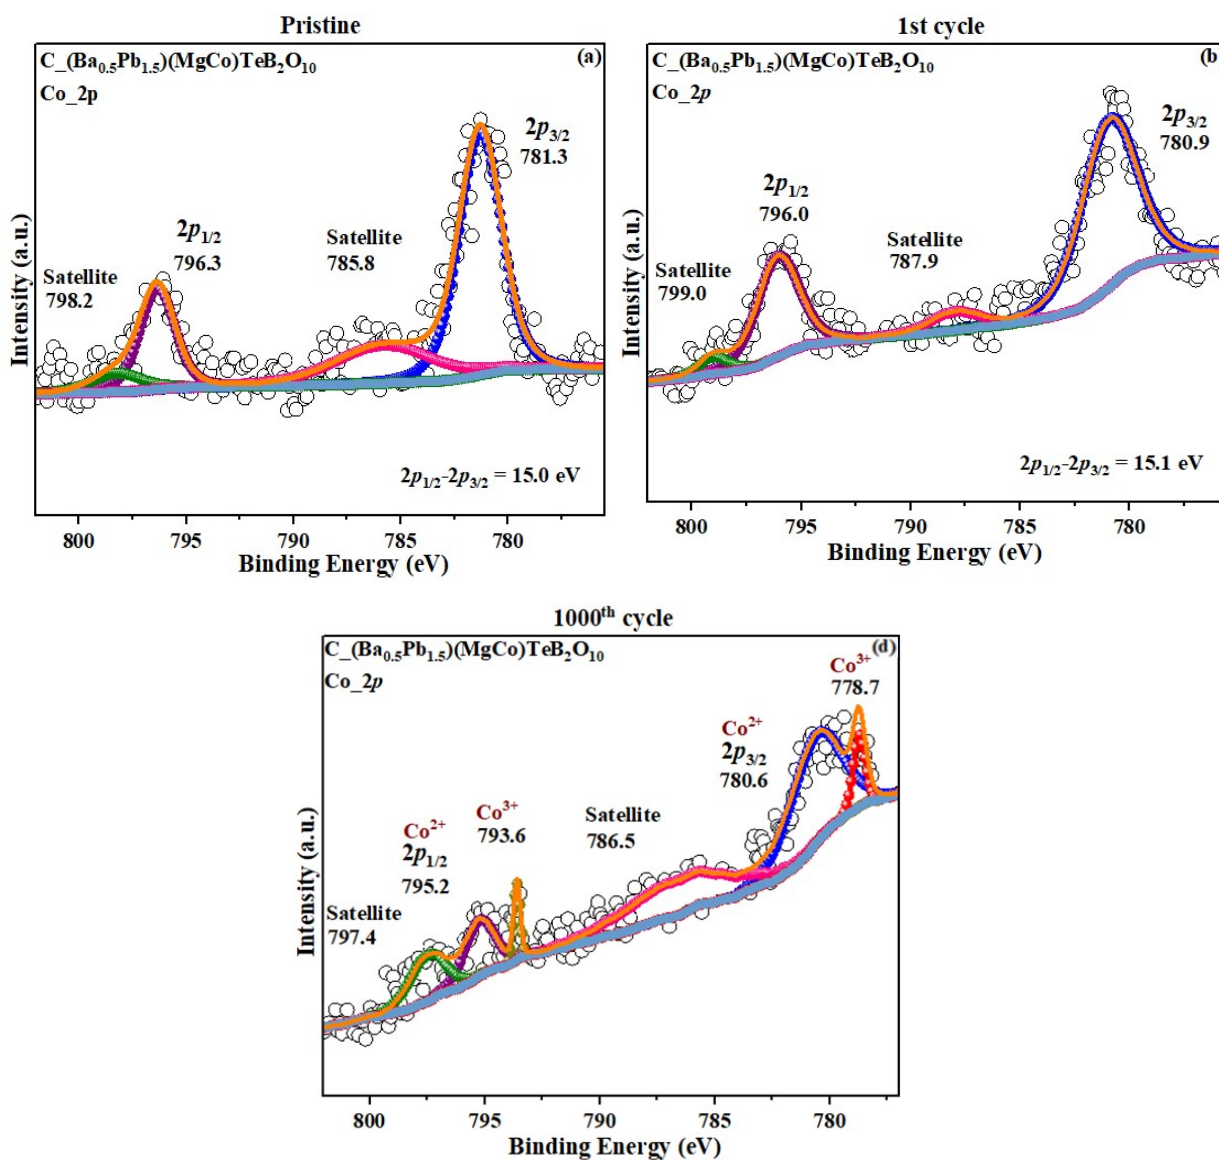 Pristine
C_(Ba0.5Pb1.5)(MgCo)TeB2O10
(a)
Co_2p
2p3/2
781.3
2p1/2
796.3
Satellite
785.8
Satellite
798.2
2p1/2-2p3/2 = 15.0 eV
Intensity (a.u.)
800 795 790 785 780
Binding Energy (eV)
1st cycle
C_(Ba0.5Pb1.5)(MgCo)TeB2O10
(b)
Co_2p
2p3/2
780.9
2p1/2
796.0
Satellite
787.9
Satellite
799.0
2p1/2-2p3/2 = 15.1 eV
Intensity (a.u.)
800 795 790 785 780
Binding Energy (eV)
1000th cycle
C_(Ba0.5Pb1.5)(MgCo)TeB2O10
(d)
Co_2p
Co3+
778.7
Co2+
2p3/2
780.6
Co3+
793.6
Satellite
786.5
Co2+
2p1/2
795.2
Satellite
797.4
Intensity (a.u.)
800 795 790 785 780
Binding Energy (eV)